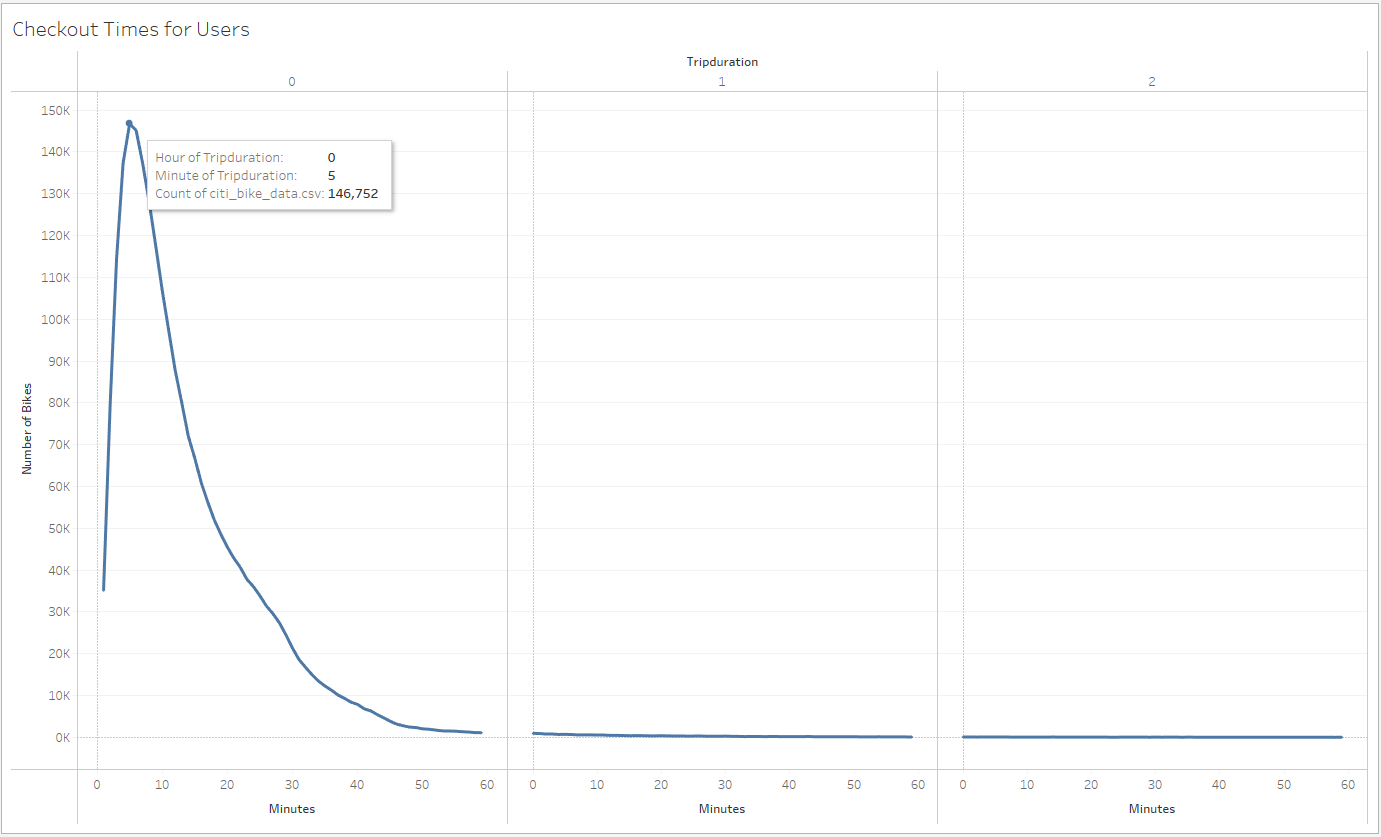 Checkout Times for Users
Tripduration
0 1 2
150K
140K
Hour of Tripduration: 0
Minute of Tripduration: 5
Count of citi_bike_data.csv: 146,752
130K
120K
110K
100K
90K
80K
70K
60K
50K
40K
30K
20K
10K
0K
Number of Bikes
0 10 20 30 40 50 60 0 10 20 30 40 50 60 0 10 20 30 40 50 60
Minutes Minutes Minutes